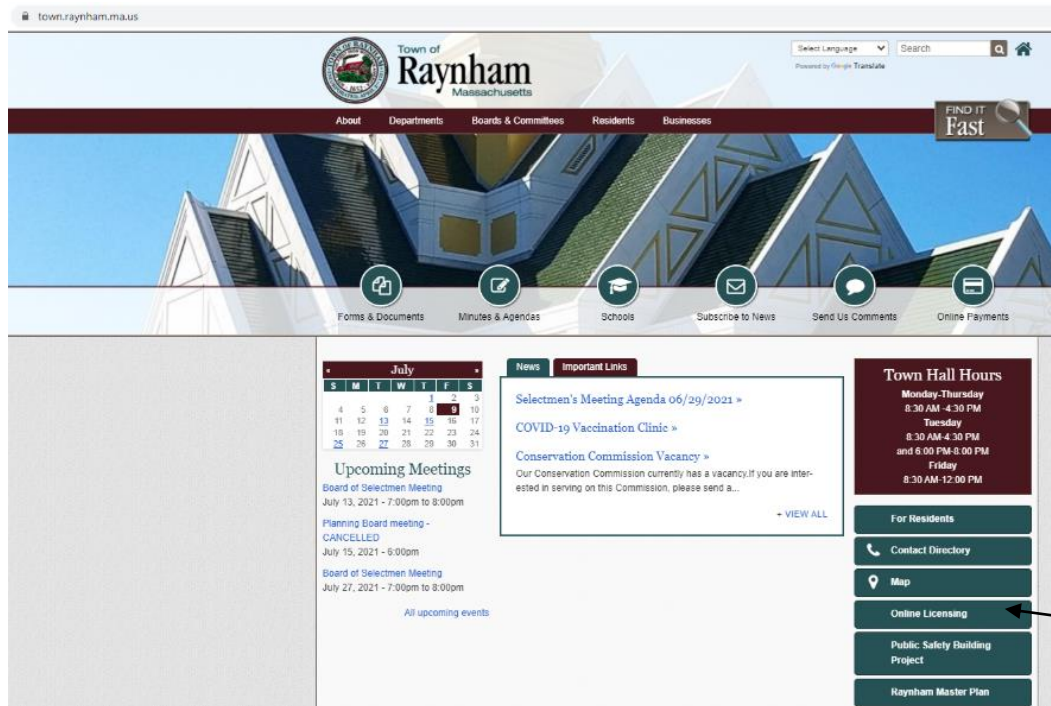 town.raynham.ma.us
Town of
Raynham
Massachusetts
Select Language
Search
Powered by Google Translate
About Departments Boards & Committees Residents Businesses
FIND IT
Fast
Forms & Documents Minutes & Agendas Schools Subscribe to News Send Us Comments Online Payments
« July »
S M T W T F S
1 2 3
4 5 6 7 8 9 10
11 12 13 14 15 16 17
18 19 20 21 22 23 24
25 26 27 28 29 30 31
Upcoming Meetings
Board of Selectmen Meeting
July 13, 2021 - 7:00pm to 8:00pm
Planning Board meeting -
CANCELLED
July 15, 2021 - 6:00pm
Board of Selectmen Meeting
July 27, 2021 - 7:00pm to 8:00pm
All upcoming events
News Important Links
Selectmen's Meeting Agenda 06/29/2021 »
COVID-19 Vaccination Clinic »
Conservation Commission Vacancy »
Our Conservation Commission currently has a vacancy.If you are inter-
ested in serving on this Commission, please send a...
+ VIEW ALL
Town Hall Hours
Monday-Thursday
8:30 AM -4:30 PM
Tuesday
8:30 AM-4:30 PM
and 6:00 PM-8:00 PM
Friday
8:30 AM-12:00 PM
For Residents
Contact Directory
Map
Online Licensing
Public Safety Building
Project
Raynham Master Plan